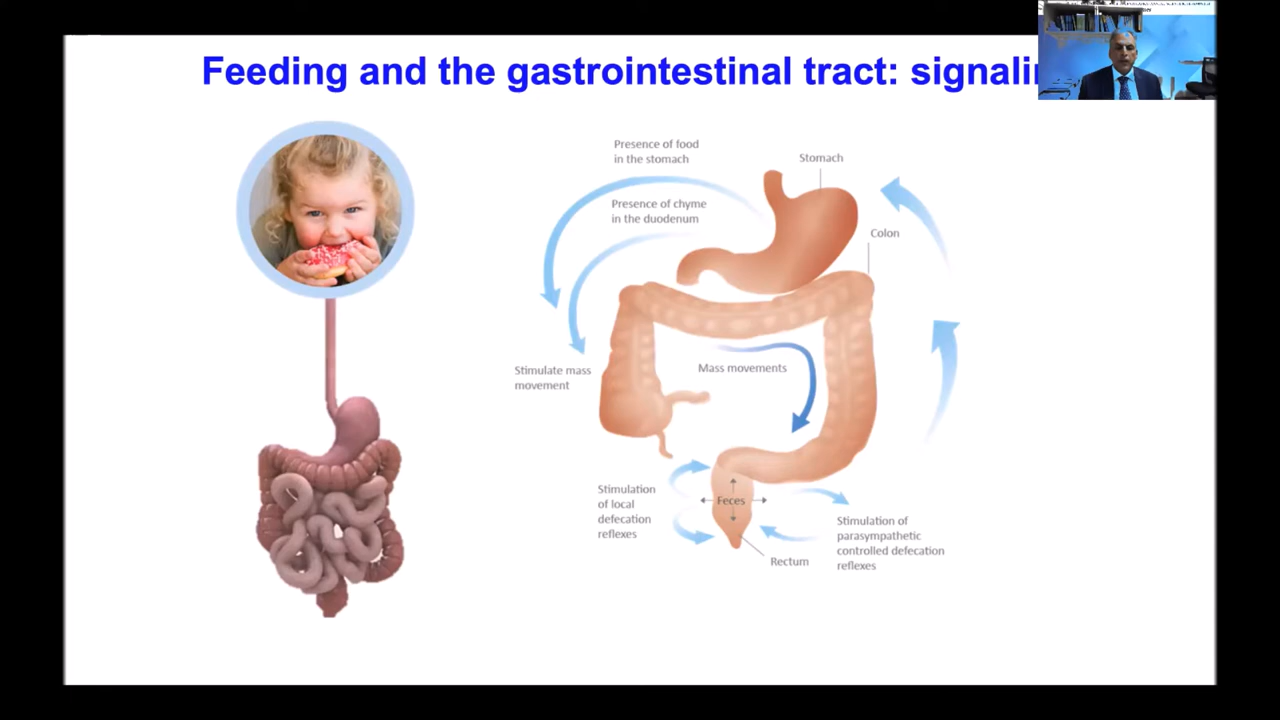 Feeding and the gastrointestinal tract: signalin
Presence of food
in the stomach
Stomach
Presence of chyme
in the duodenum
Colon
Stimulate mass
movement
Mass movements
Stimulation
of local
defecation
reflexes
Feces
Stimulation of
parasympathetic
controlled defecation
reflexes
Rectum